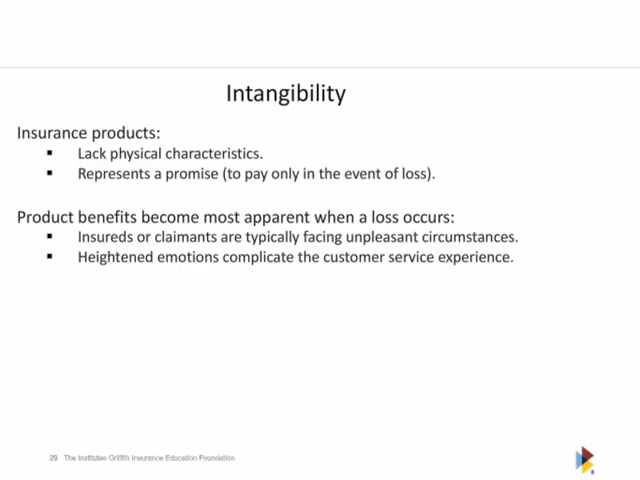 Intangibility
Insurance products:
▪ Lack physical characteristics.
▪ Represents a promise (to pay only in the event of loss).
Product benefits become most apparent when a loss occurs:
▪ Insureds or claimants are typically facing unpleasant circumstances.
▪ Heightened emotions complicate the customer service experience.
29 The Institutes Griffith Insurance Education Foundation